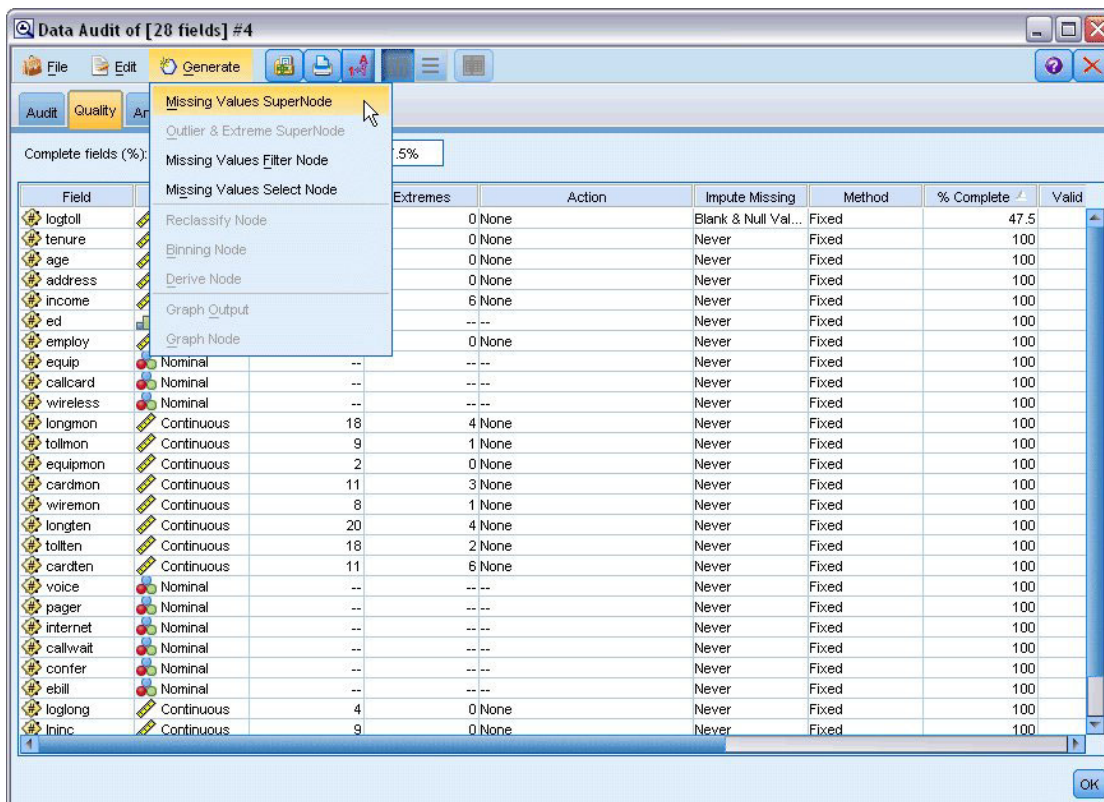 Data Audit of [28 fields] #4
File Edit Generate
Audit Quality An
Missing Values SuperNode
Outlier & Extreme SuperNode
Missing Values Filter Node
Missing Values Select Node
Reclassify Node
Binning Node
Derive Node
Graph Output
Graph Node
Complete fields (%): .5%
Field Extremes Action Impute Missing Method % Complete Valid
logtoll 0 None Blank & Null Val... Fixed 47.5
tenure 0 None Never Fixed 100
age 0 None Never Fixed 100
address 0 None Never Fixed 100
income 6 None Never Fixed 100
ed -- -- Never Fixed 100
employ 0 None Never Fixed 100
equip Nominal -- -- -- Never Fixed 100
callcard Nominal -- -- -- Never Fixed 100
wireless Nominal -- -- -- Never Fixed 100
longmon Continuous 18 4 None Never Fixed 100
tollmon Continuous 9 1 None Never Fixed 100
equipmon Continuous 2 0 None Never Fixed 100
cardmon Continuous 11 3 None Never Fixed 100
wiremon Continuous 8 1 None Never Fixed 100
longten Continuous 20 4 None Never Fixed 100
tollten Continuous 18 2 None Never Fixed 100
cardten Continuous 11 6 None Never Fixed 100
voice Nominal -- -- -- Never Fixed 100
pager Nominal -- -- -- Never Fixed 100
internet Nominal -- -- -- Never Fixed 100
callwait Nominal -- -- -- Never Fixed 100
confer Nominal -- -- -- Never Fixed 100
ebill Nominal -- -- -- Never Fixed 100
loglong Continuous 4 0 None Never Fixed 100
lninc Continuous 9 0 None Never Fixed 100
OK